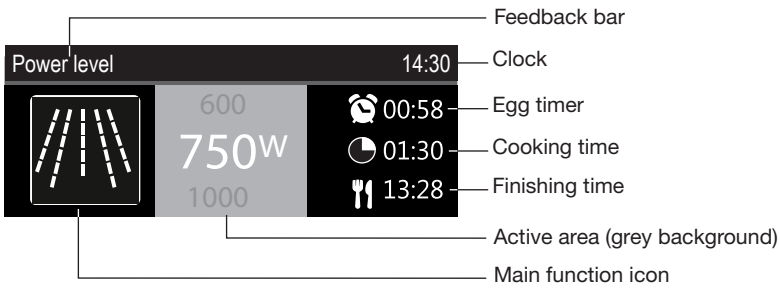 Feedback bar
Power level 14:30 Clock
600 00:58 Egg timer
750W 01:30 Cooking time
1000 13:28 Finishing time
Active area (grey background)
Main function icon